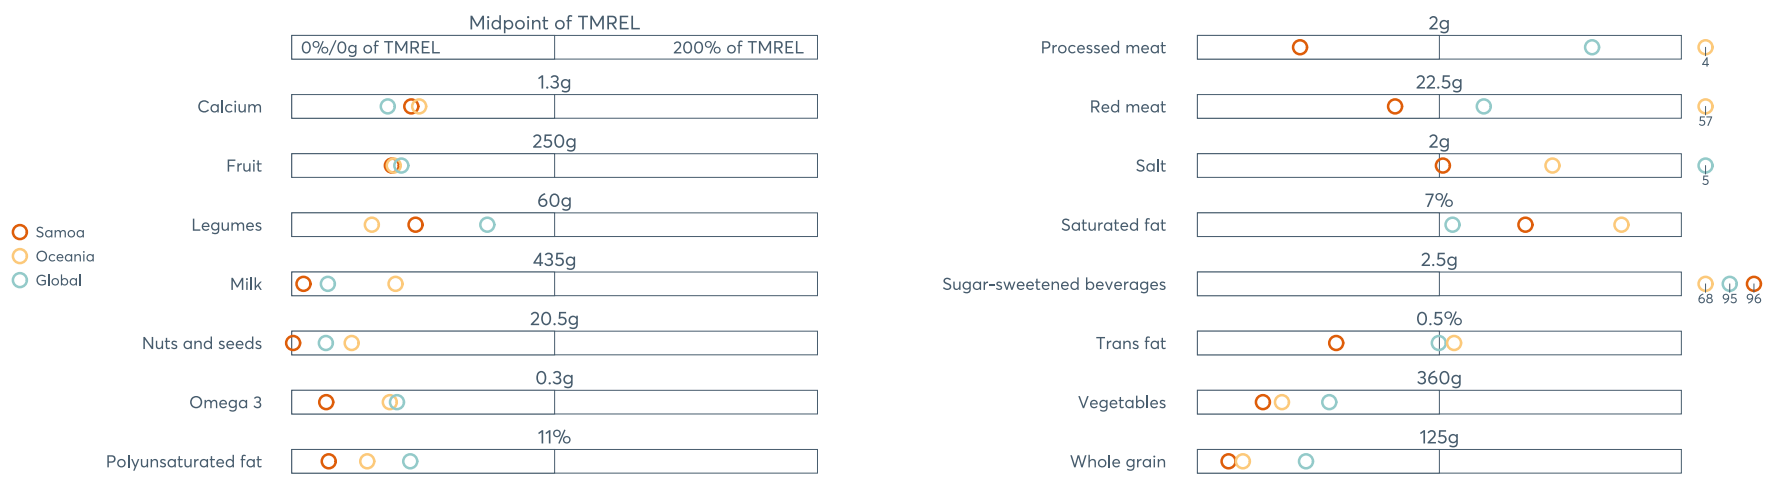 Midpoint of TMREL
0%/0g of TMREL 200% of TMREL
1.3g
Calcium
250g
Fruit
60g
Legumes
435g
Milk
20.5g
Nuts and seeds
0.3g
Omega 3
11%
Polyunsaturated fat
Samoa
Oceania
Global
2g
Processed meat
4
22.5g
Red meat
57
2g
Salt
5
7%
Saturated fat
2.5g
Sugar-sweetened beverages
68 95 96
0.5%
Trans fat
360g
Vegetables
125g
Whole grain